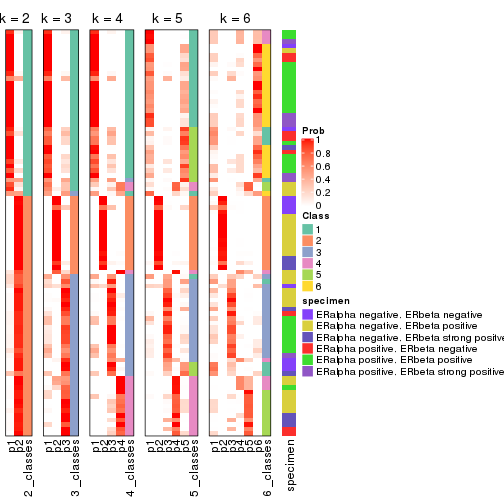 k = 2 k = 3 k = 4 k = 5 k = 6
Prob
1
0.8
0.6
0.4
0.2
0
Class
1
2
3
4
5
6
specimen
ERalpha negative. ERbeta negative
ERalpha negative. ERbeta positive
ERalpha negative. ERbeta strong positive
ERalpha positive. ERbeta negative
ERalpha positive. ERbeta positive
ERalpha positive. ERbeta strong positive
p1 p2 2_classes p1 p2 p3 3_classes p1 p2 p3 p4 4_classes p1 p2 p3 p4 p5 5_classes p1 p2 p3 p4 p5 p6 6_classes specimen